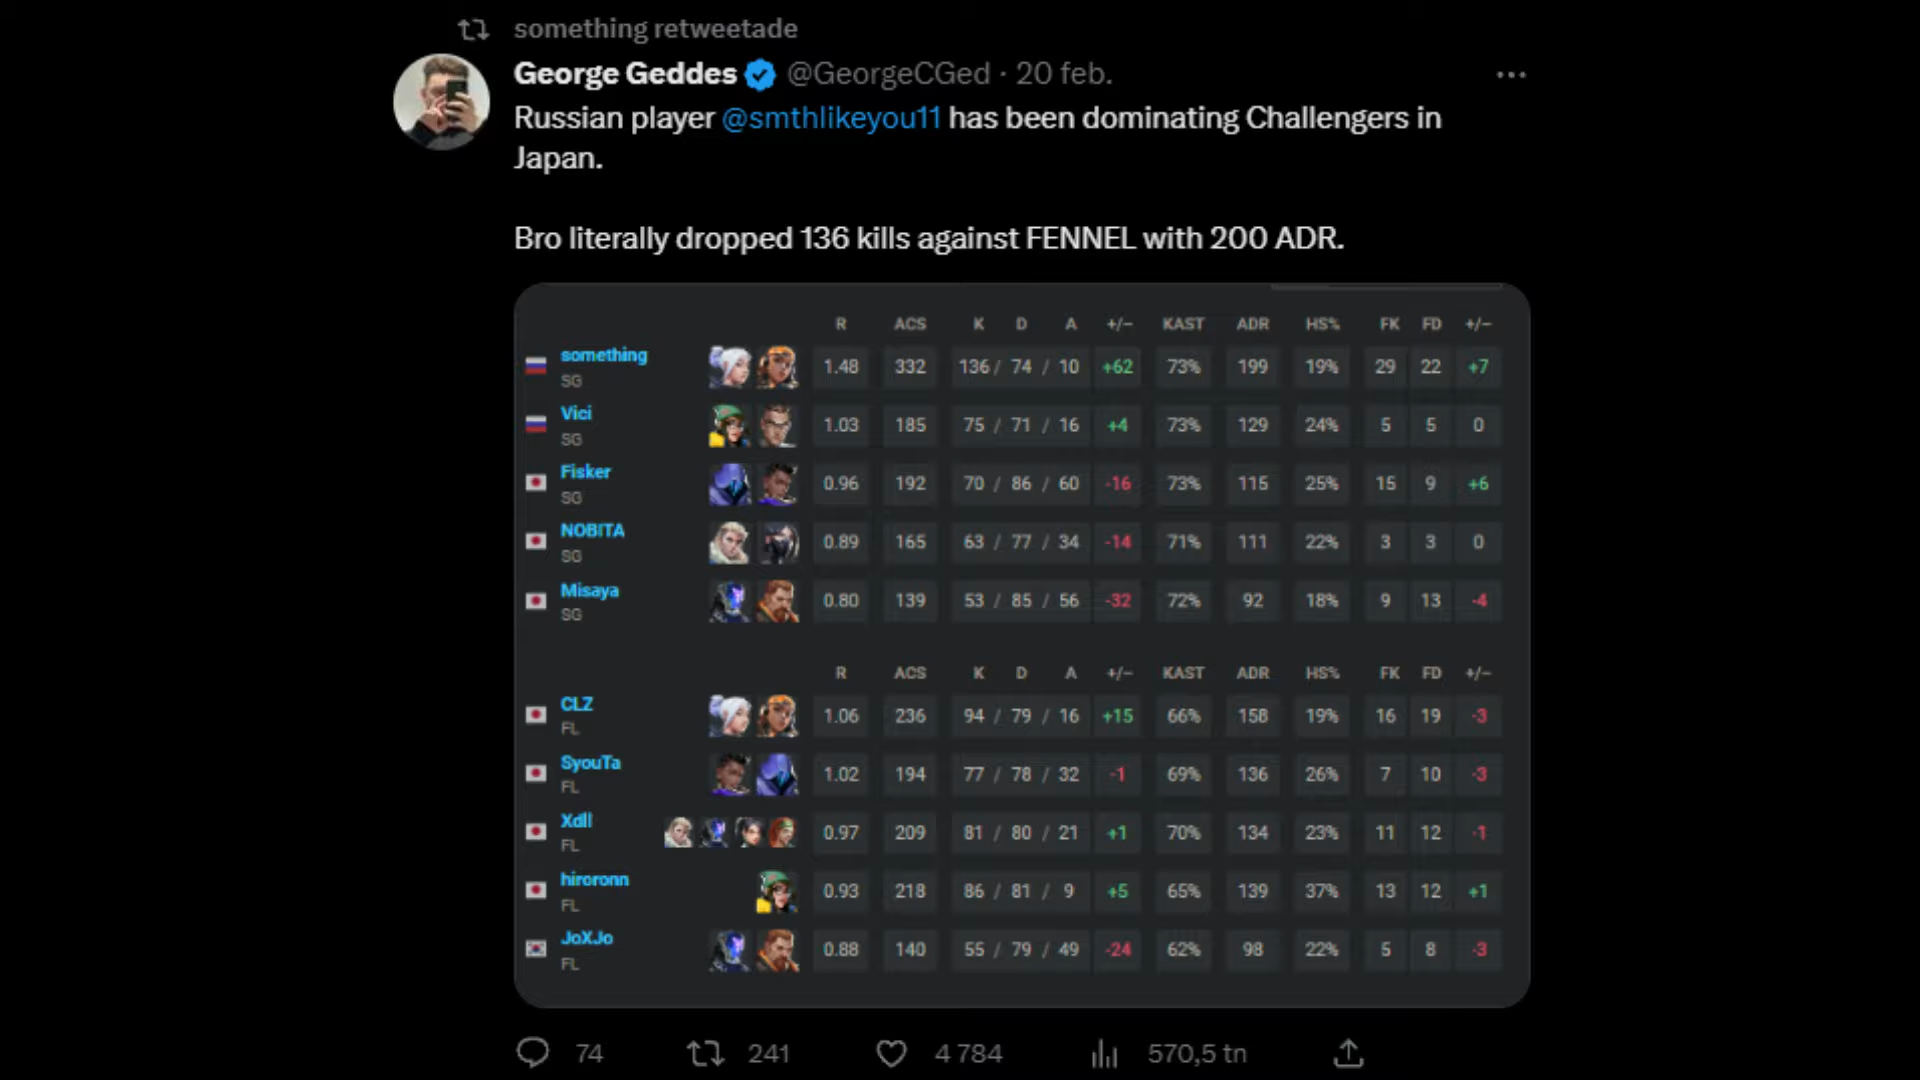 something retweetade
George Geddes @GeorgeCGed · 20 feb.
Russian player @smthlikeyou11 has been dominating Challengers in
Japan.
Bro literally dropped 136 kills against FENNEL with 200 ADR.
R ACS K D A +/– KAST ADR HS% FK FD +/–
something 1.48 332 136 / 74 / 10 +62 73% 199 19% 29 22 +7
SG
Vici 1.03 185 75 / 71 / 16 +4 73% 129 24% 5 5 0
SG
Fisker 0.96 192 70 / 86 / 60 -16 73% 115 25% 15 9 +6
SG
NOBITA 0.89 165 63 / 77 / 34 -14 71% 111 22% 3 3 0
SG
Misaya 0.80 139 53 / 85 / 56 -32 72% 92 18% 9 13 -4
SG
R ACS K D A +/– KAST ADR HS% FK FD +/–
CLZ 1.06 236 94 / 79 / 16 +15 66% 158 19% 16 19 -3
FL
SyouTa 1.02 194 77 / 78 / 32 -1 69% 136 26% 7 10 -3
FL
Xdll 0.97 209 81 / 80 / 21 +1 70% 134 23% 11 12 -1
FL
hiroronn 0.93 218 86 / 81 / 9 +5 65% 139 37% 13 12 +1
FL
JoXJo 0.88 140 55 / 79 / 49 -24 62% 98 22% 5 8 -3
FL
74 241 4 784 570,5 tn